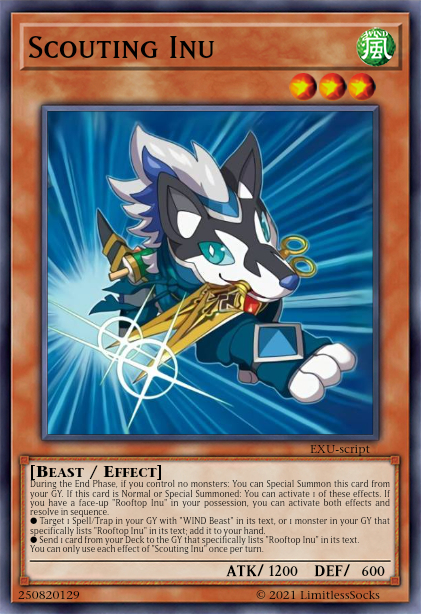 Scouting Inu
WIND
風
EXU-script
[Beast / Effect]
During the End Phase, if you control no monsters: You can Special Summon this card from
your GY. If this card is Normal or Special Summoned: You can activate 1 of these effects. If
you have a face-up "Rooftop Inu" in your possession, you can activate both effects and
resolve in sequence.
● Target 1 Spell/Trap in your GY with "WIND Beast" in its text, or 1 monster in your GY that
specifically lists "Rooftop Inu" in its text; add it to your hand.
● Send 1 card from your Deck to the GY that specifically lists "Rooftop Inu" in its text.
You can only use each effect of "Scouting Inu" once per turn.
ATK/ 1200 DEF/ 600
250820129 © 2021 LimitlessSocks